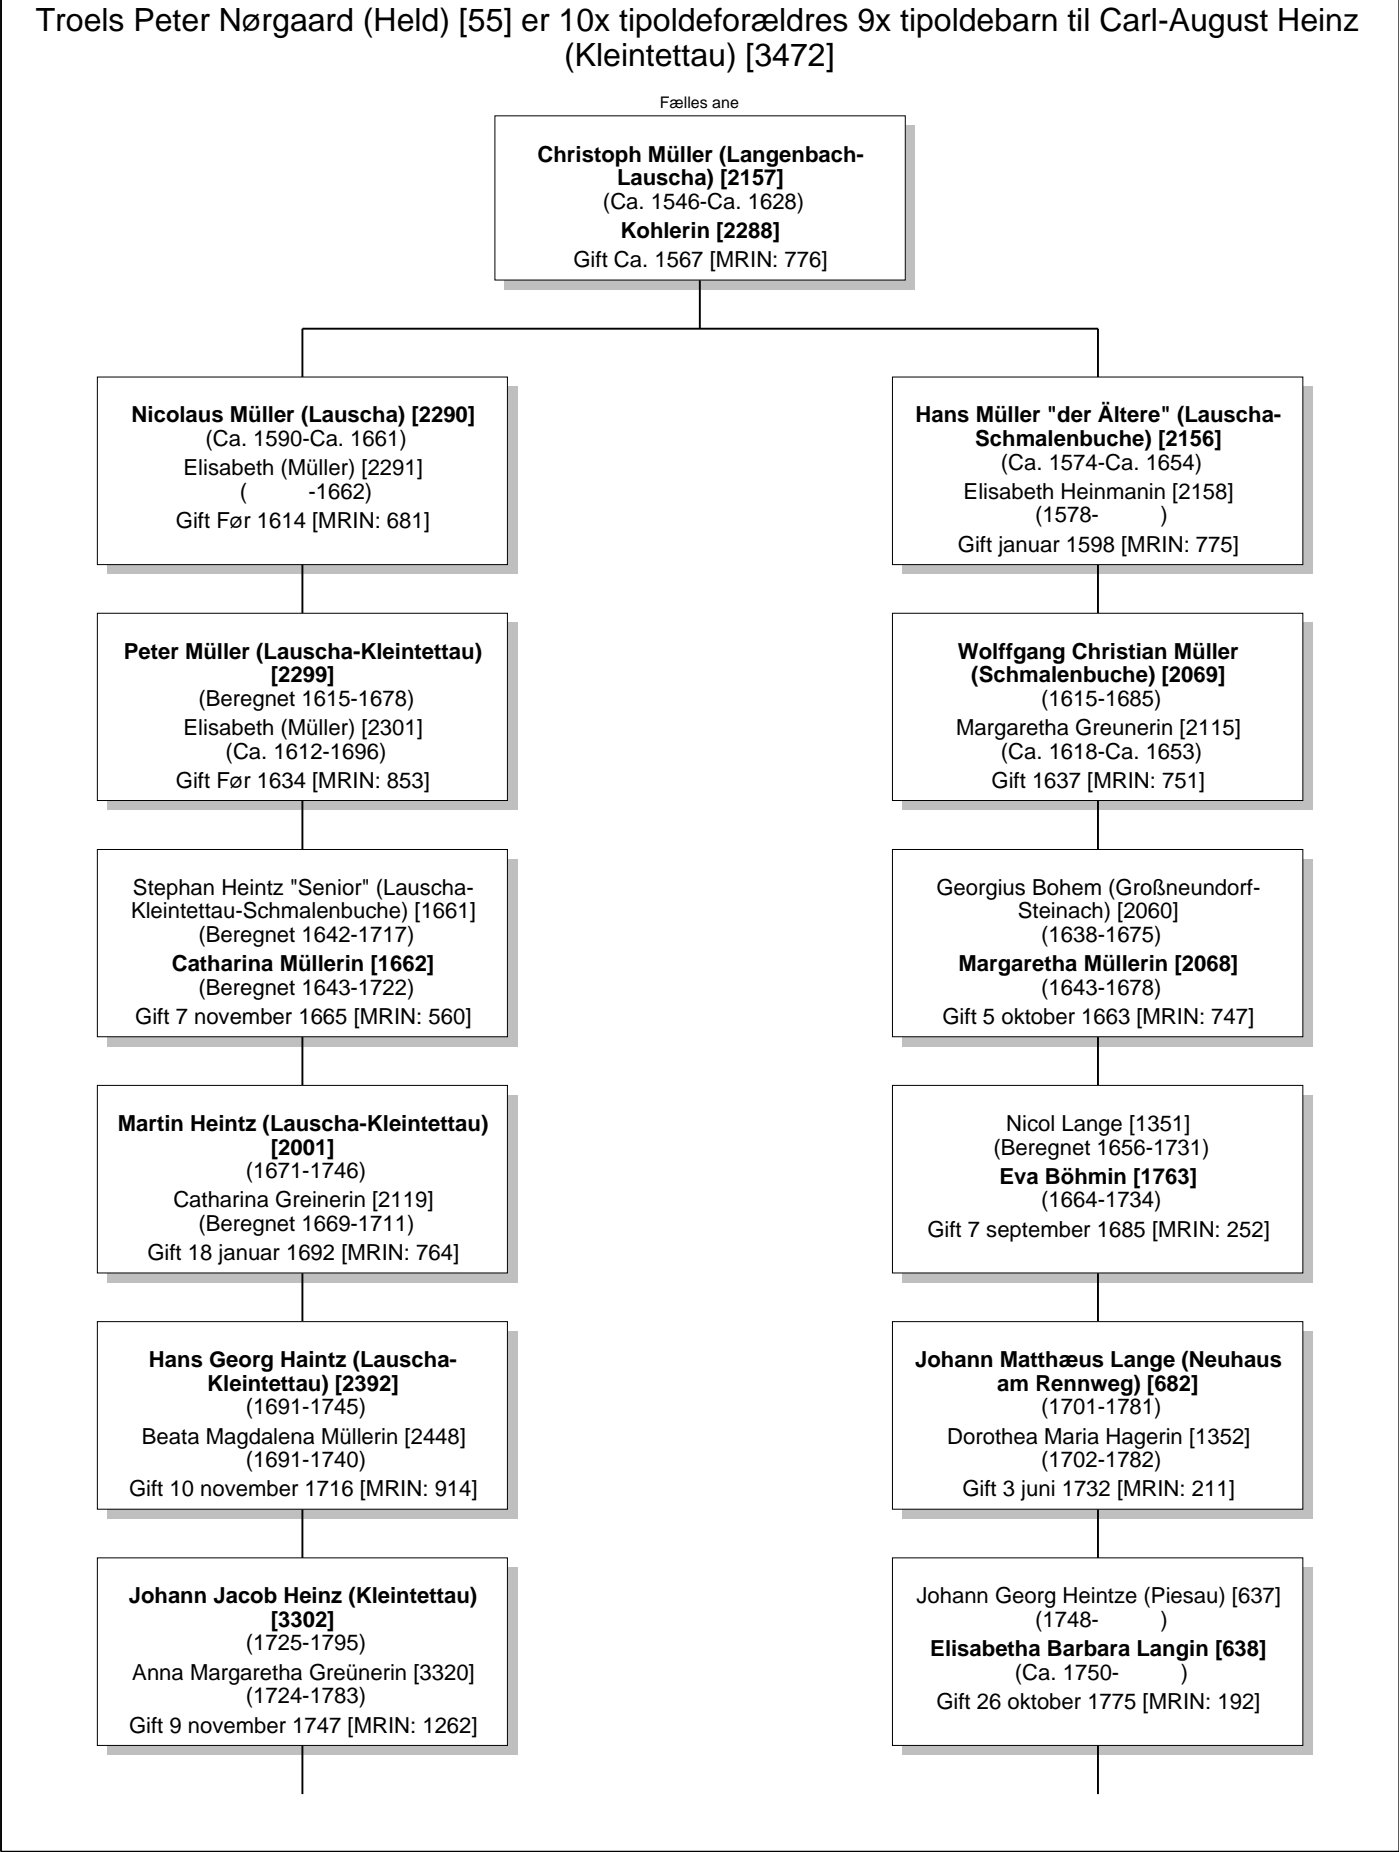 Troels Peter Nørgaard (Held) [55] er 10x tipoldeforældres 9x tipoldebarn til Carl-August Heinz
(Kleintettau) [3472]
Fælles ane
Christoph Müller (Langenbach-
Lauscha) [2157]
(Ca. 1546-Ca. 1628)
Kohlerin [2288]
Gift Ca. 1567 [MRIN: 776]
Nicolaus Müller (Lauscha) [2290]
(Ca. 1590-Ca. 1661)
Elisabeth (Müller) [2291]
(          -1662)
Gift Før 1614 [MRIN: 681]
Hans Müller "der Ältere" (Lauscha-
Schmalenbuche) [2156]
(Ca. 1574-Ca. 1654)
Elisabeth Heinmanin [2158]
(1578-          )
Gift januar 1598 [MRIN: 775]
Peter Müller (Lauscha-Kleintettau)
[2299]
(Beregnet 1615-1678)
Elisabeth (Müller) [2301]
(Ca. 1612-1696)
Gift Før 1634 [MRIN: 853]
Wolffgang Christian Müller
(Schmalenbuche) [2069]
(1615-1685)
Margaretha Greunerin [2115]
(Ca. 1618-Ca. 1653)
Gift 1637 [MRIN: 751]
Stephan Heintz "Senior" (Lauscha-
Kleintettau-Schmalenbuche) [1661]
(Beregnet 1642-1717)
Catharina Müllerin [1662]
(Beregnet 1643-1722)
Gift 7 november 1665 [MRIN: 560]
Georgius Bohem (Großneundorf-
Steinach) [2060]
(1638-1675)
Margaretha Müllerin [2068]
(1643-1678)
Gift 5 oktober 1663 [MRIN: 747]
Martin Heintz (Lauscha-Kleintettau)
[2001]
(1671-1746)
Catharina Greinerin [2119]
(Beregnet 1669-1711)
Gift 18 januar 1692 [MRIN: 764]
Nicol Lange [1351]
(Beregnet 1656-1731)
Eva Böhmin [1763]
(1664-1734)
Gift 7 september 1685 [MRIN: 252]
Hans Georg Haintz (Lauscha-
Kleintettau) [2392]
(1691-1745)
Beata Magdalena Müllerin [2448]
(1691-1740)
Gift 10 november 1716 [MRIN: 914]
Johann Matthæus Lange (Neuhaus
am Rennweg) [682]
(1701-1781)
Dorothea Maria Hagerin [1352]
(1702-1782)
Gift 3 juni 1732 [MRIN: 211]
Johann Jacob Heinz (Kleintettau)
[3302]
(1725-1795)
Anna Margaretha Greünerin [3320]
(1724-1783)
Gift 9 november 1747 [MRIN: 1262]
Johann Georg Heintze (Piesau) [637]
(1748-          )
Elisabetha Barbara Langin [638]
(Ca. 1750-          )
Gift 26 oktober 1775 [MRIN: 192]